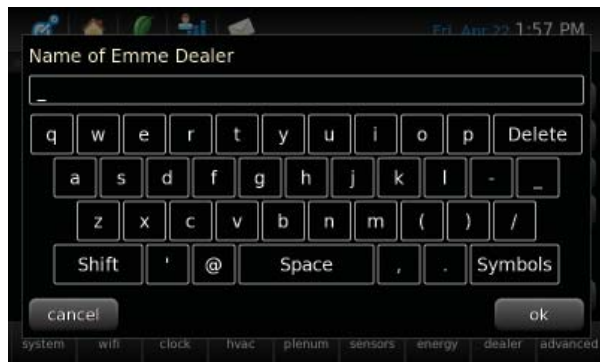 Fri, Apr 22 1:57 PM
Name of Emme Dealer
_
q w e r t y u i o p Delete
a s d f g h j k l - _
z x c v b n m ( ) /
Shift ' @ Space , . Symbols
cancel ok
system wifi clock hvac plenum sensors energy dealer advanced